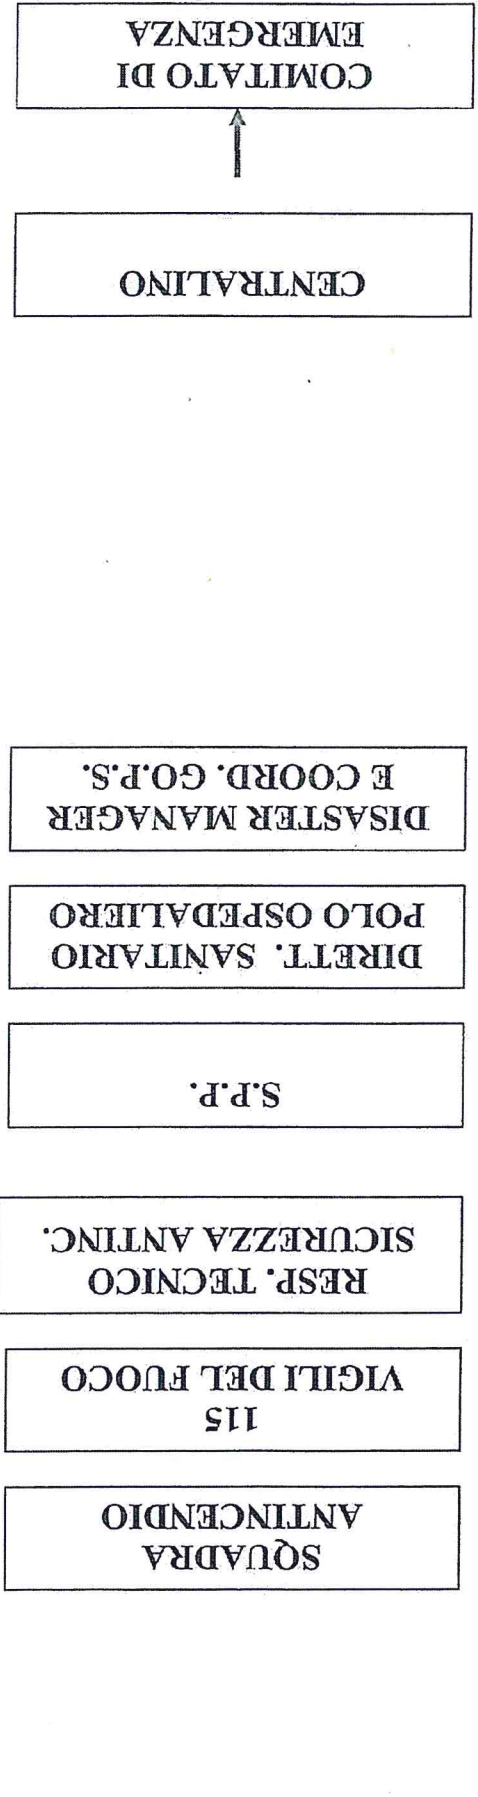 SQUADRA
ANTINCENDIO
115
VIGILI DEL FUOCO
RESP. TECNICO
SICUREZZA ANTINC.
S.P.P.
DIRETT. SANITARIO
POLO OSPEDALIERO
DISASTER MANAGER
E COORD. GO.P.S.
CENTRALINO
COMITATO DI
EMERGENZA